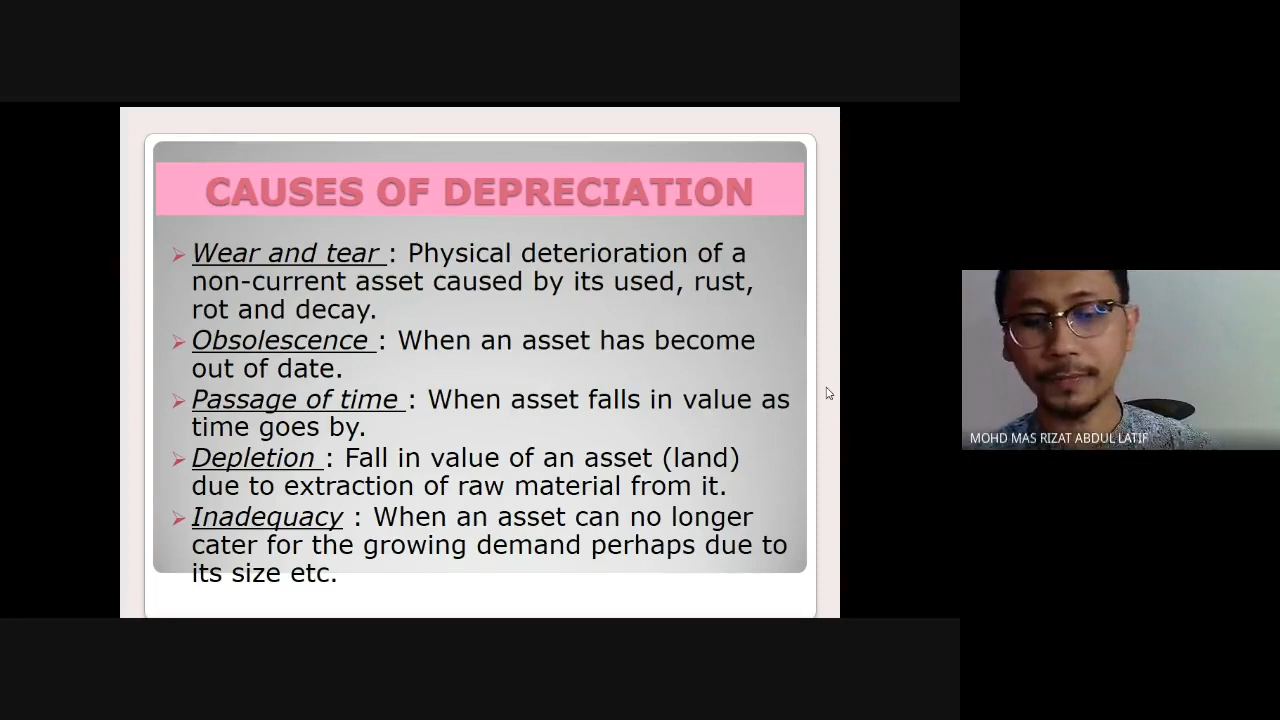 CAUSES OF DEPRECIATION
Wear and tear : Physical deterioration of a
non-current asset caused by its used, rust,
rot and decay.
Obsolescence : When an asset has become
out of date.
Passage of time : When asset falls in value as
time goes by.
Depletion : Fall in value of an asset (land)
due to extraction of raw material from it.
Inadequacy : When an asset can no longer
cater for the growing demand perhaps due to
its size etc.
MOHD MAS RIZAT ABDUL LATIF